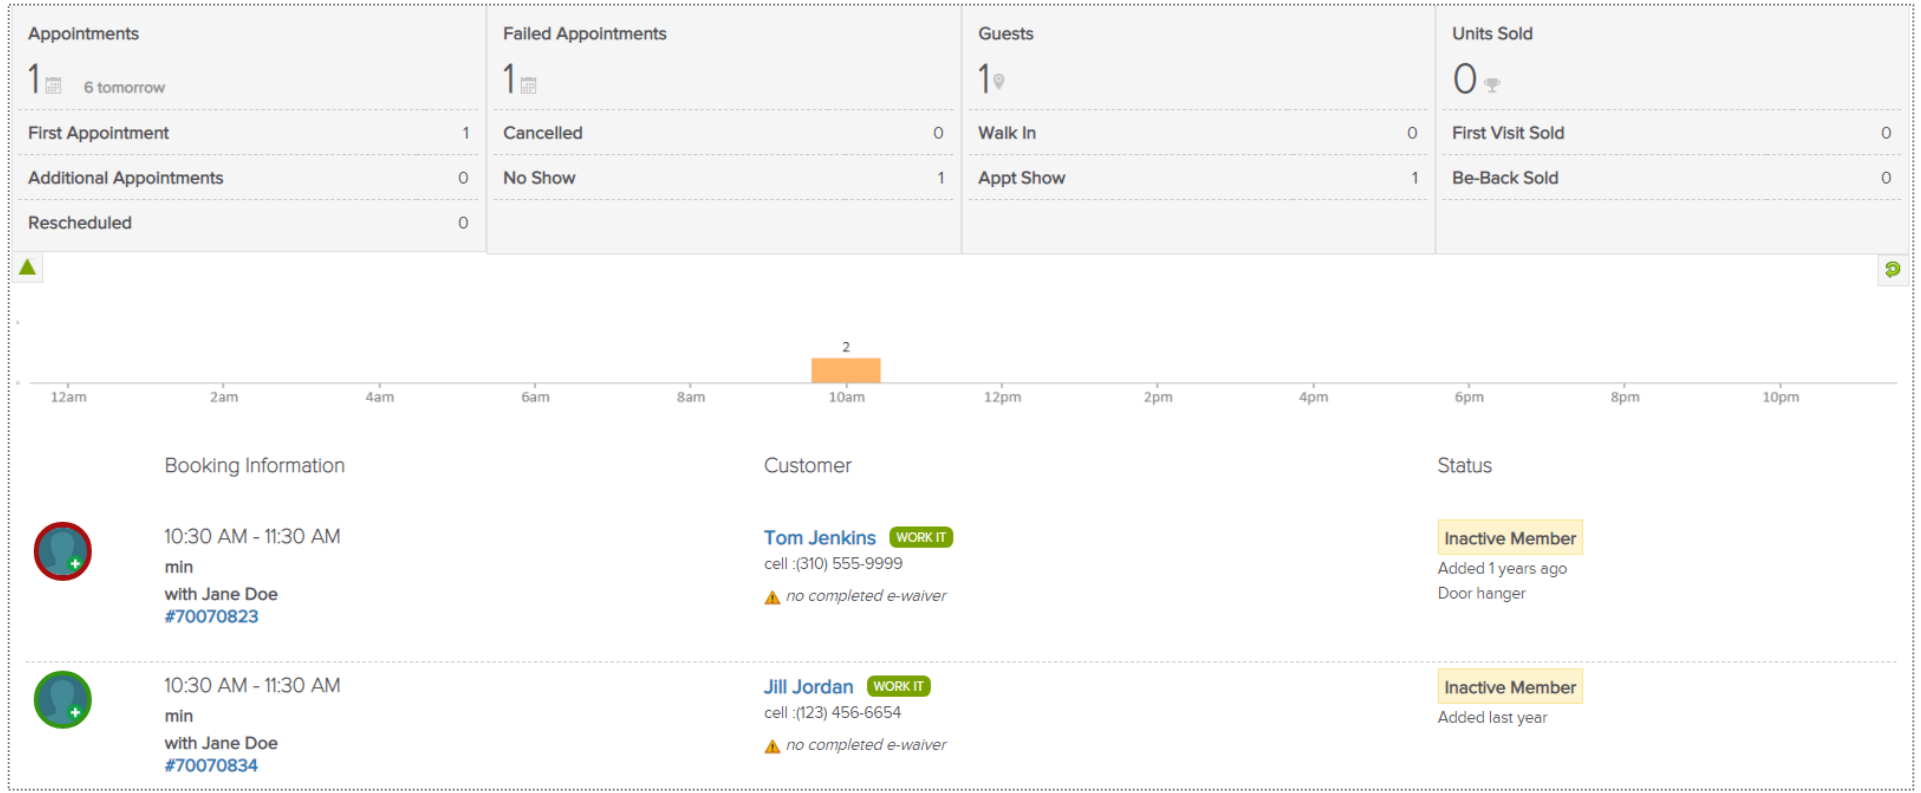 Appointments
1 6 tomorrow
First Appointment 1
Additional Appointments 0
Rescheduled 0
Failed Appointments
1
Cancelled 0
No Show 1
Guests
1
Walk In 0
Appt Show 1
Units Sold
0
First Visit Sold 0
Be-Back Sold 0
2
12am 2am 4am 6am 8am 10am 12pm 2pm 4pm 6pm 8pm 10pm
Booking Information Customer Status
10:30 AM - 11:30 AM
min
with Jane Doe
#70070823
Tom Jenkins WORK IT
cell :(310) 555-9999
no completed e-waiver
Inactive Member
Added 1 years ago
Door hanger
10:30 AM - 11:30 AM
min
with Jane Doe
#70070834
Jill Jordan WORK IT
cell :(123) 456-6654
no completed e-waiver
Inactive Member
Added last year